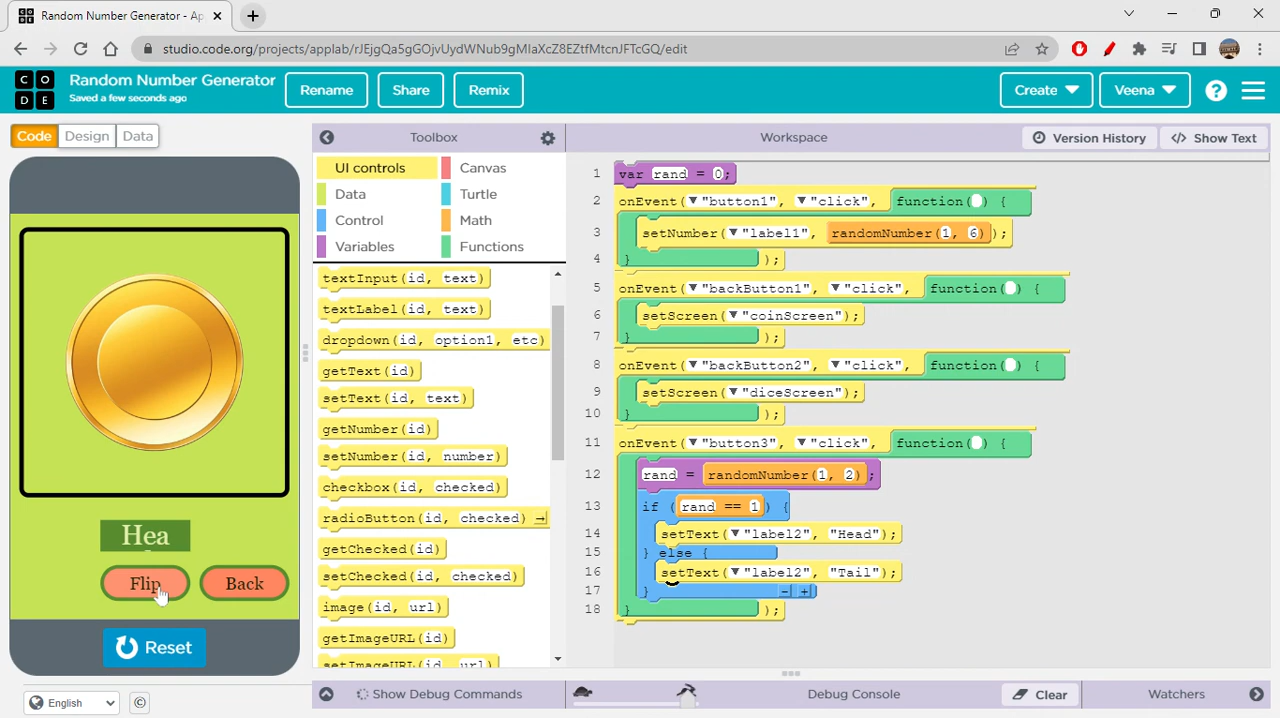 Random Number Generator - Ap
studio.code.org/projects/applab/rJEjgQa5gGOjvUydWNub9gMIaXcZ8EZtfMtcnJFTcGQ/edit
C O
D E
Random Number Generator
Saved a few seconds ago
Rename
Share
Remix
Create
Veena
?
Code
Design
Data
Toolbox
Workspace
Version History
</> Show Text
UI controls
Canvas
Data
Turtle
Control
Math
Variables
Functions
textInput(id, text)
textLabel(id, text)
dropdown(id, option1, etc)
getText(id)
setText(id, text)
getNumber(id)
setNumber(id, number)
checkbox(id, checked)
radioButton(id, checked)
getChecked(id)
setChecked(id, checked)
image(id, url)
getImageURL(id)
setImageURL(id, url)
1 var rand = 0;
2 onEvent(▼"button1", ▼"click", function() {
3 setNumber(▼"label1", randomNumber(1, 6));
4 } );
5 onEvent(▼"backButton1", ▼"click", function() {
6 setScreen(▼"coinScreen");
7 } );
8 onEvent(▼"backButton2", ▼"click", function() {
9 setScreen(▼"diceScreen");
10 } );
11 onEvent(▼"button3", ▼"click", function() {
12 rand = randomNumber(1, 2);
13 if (rand == 1) {
14 setText(▼"label2", "Head");
15 } else {
16 setText(▼"label2", "Tail");
17 } - +
18 } );
Hea
Flip
Back
Reset
English
©
Show Debug Commands
Debug Console
Clear
Watchers